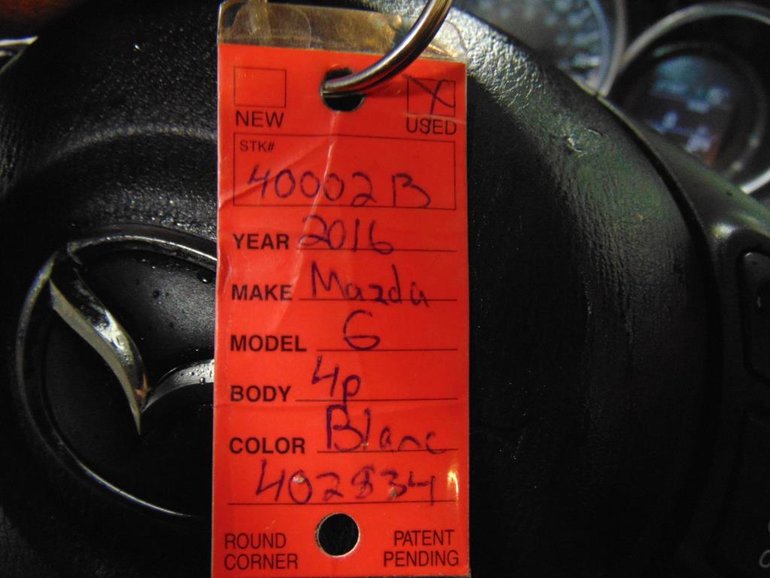 NEW USED
STK#
40002B
YEAR 2016
MAKE Mazda
MODEL 6
BODY 4p
COLOR Blanc
402834
ROUND CORNER
PATENT PENDING